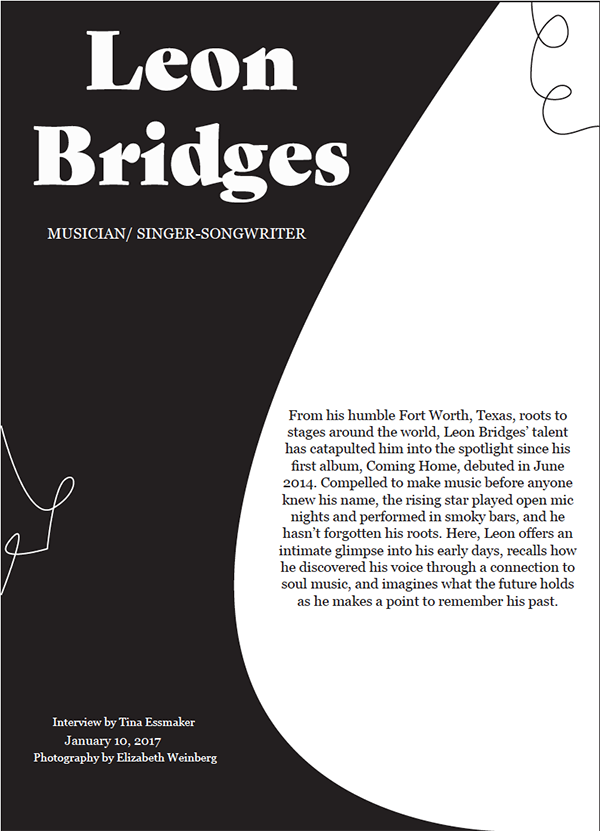 Leon
Bridges
MUSICIAN/ SINGER-SONGWRITER
From his humble Fort Worth, Texas, roots to
stages around the world, Leon Bridges’ talent
has catapulted him into the spotlight since his
first album, Coming Home, debuted in June
2014. Compelled to make music before anyone
knew his name, the rising star played open mic
nights and performed in smoky bars, and he
hasn’t forgotten his roots. Here, Leon offers an
intimate glimpse into his early days, recalls how
he discovered his voice through a connection to
soul music, and imagines what the future holds
as he makes a point to remember his past.
Interview by Tina Essmaker
January 10, 2017
Photography by Elizabeth Weinberg